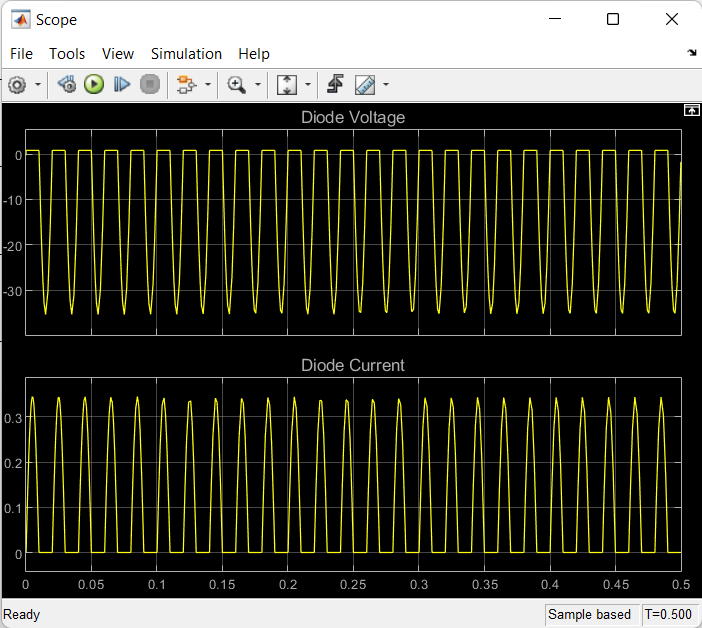 Scope
File Tools View Simulation Help
Diode Voltage
0
-10
-20
-30
Diode Current
0.3
0.2
0.1
0
0 0.05 0.1 0.15 0.2 0.25 0.3 0.35 0.4 0.45 0.5
Ready Sample based T=0.500